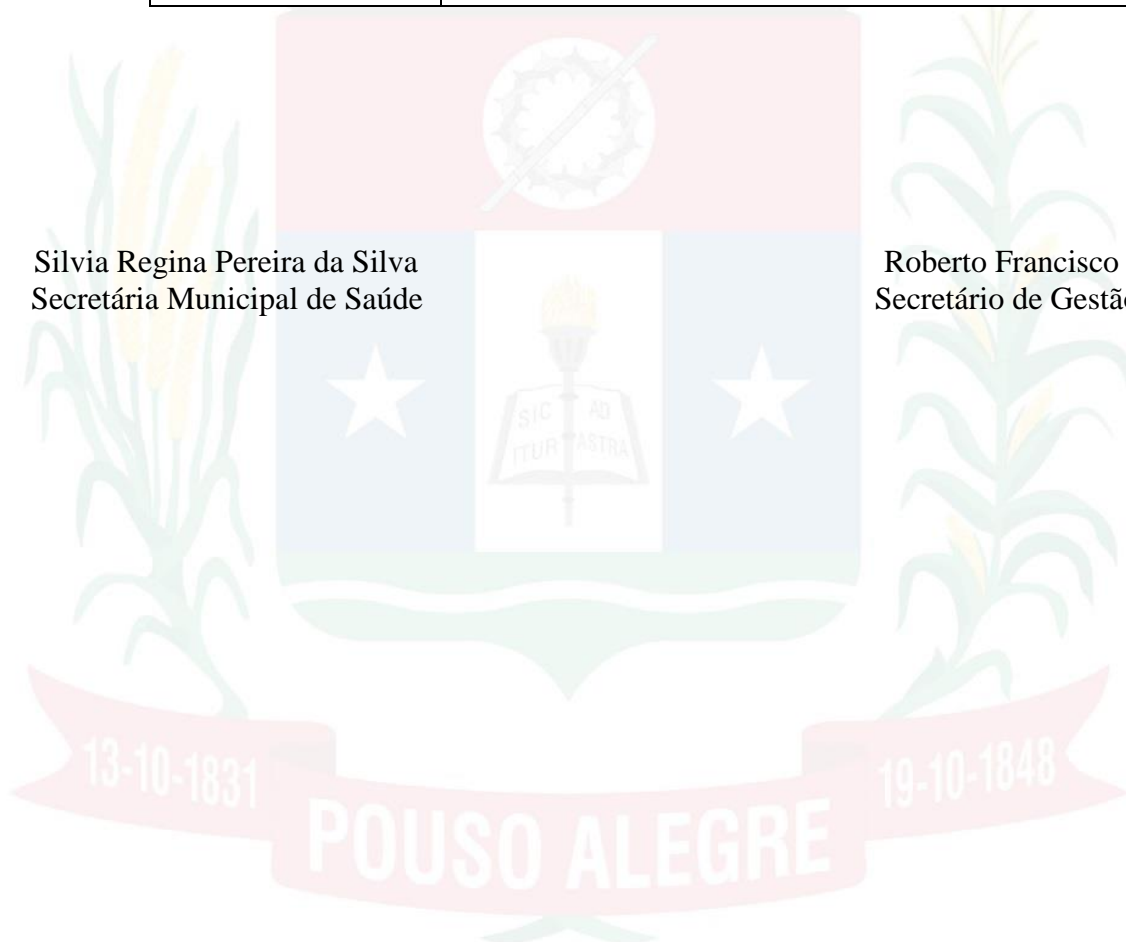 Silvia Regina Pereira da Silva
Secretária Municipal de Saúde
Roberto Francisco
Secretário de Gestã
SIC AD
ITUR ASTRA
13-10-1831
19-10-1848
POUSO ALEGRE